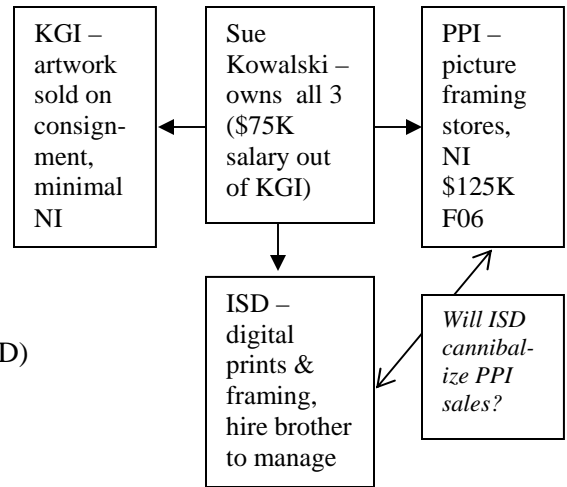 KGI –
artwork
sold on
consign-
ment,
minimal
NI
Sue
Kowalski –
owns all 3
($75K
salary out
of KGI)
PPI –
picture
framing
stores,
NI
$125K
F06
D)
ISD –
digital
prints &
framing,
hire brother
to manage
Will ISD
cannibal-
ize PPI
sales?